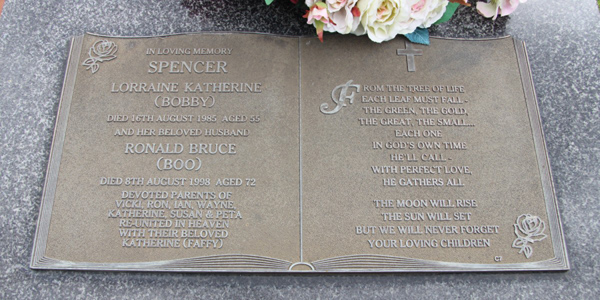 IN LOVING MEMORY
SPENCER
LORRAINE KATHERINE
(BOBBY)
DIED 16TH AUGUST 1985 AGED 55
AND HER BELOVED HUSBAND
RONALD BRUCE
(BOO)
DIED 8TH AUGUST 1998 AGED 72
DEVOTED PARENTS OF
VICKI, RON, IAN, WAYNE,
KATHERINE, SUSAN & PETA
RE-UNITED IN HEAVEN
WITH THEIR BELOVED
KATHERINE (FAFFY)
FROM THE TREE OF LIFE
EACH LEAF MUST FALL -
THE GREEN, THE GOLD,
THE GREAT, THE SMALL....
EACH ONE
IN GOD'S OWN TIME
HE'LL CALL -
WITH PERFECT LOVE,
HE GATHERS ALL
THE MOON WILL RISE
THE SUN WILL SET
BUT WE WILL NEVER FORGET
YOUR LOVING CHILDREN